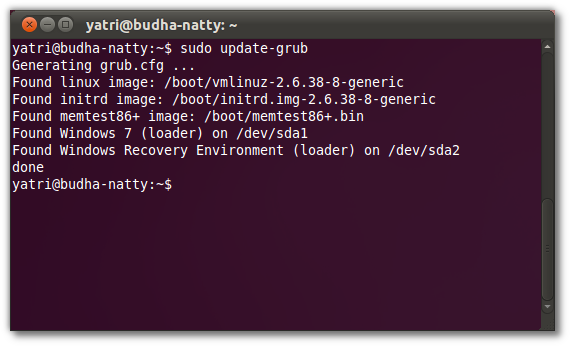 yatri@budha-natty: ~
yatri@budha-natty:~$ sudo update-grub
Generating grub.cfg ...
Found linux image: /boot/vmlinuz-2.6.38-8-generic
Found initrd image: /boot/initrd.img-2.6.38-8-generic
Found memtest86+ image: /boot/memtest86+.bin
Found Windows 7 (loader) on /dev/sda1
Found Windows Recovery Environment (loader) on /dev/sda2
done
yatri@budha-natty:~$